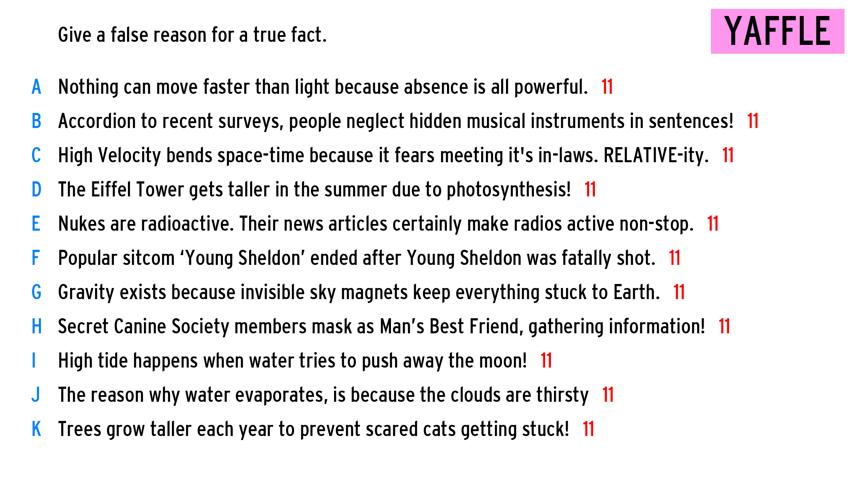 Give a false reason for a true fact.
YAFFLE
A Nothing can move faster than light because absence is all powerful. 11
B Accordion to recent surveys, people neglect hidden musical instruments in sentences! 11
C High Velocity bends space-time because it fears meeting it's in-laws. RELATIVE-ity. 11
D The Eiffel Tower gets taller in the summer due to photosynthesis! 11
E Nukes are radioactive. Their news articles certainly make radios active non-stop. 11
F Popular sitcom ‘Young Sheldon’ ended after Young Sheldon was fatally shot. 11
G Gravity exists because invisible sky magnets keep everything stuck to Earth. 11
H Secret Canine Society members mask as Man’s Best Friend, gathering information! 11
I High tide happens when water tries to push away the moon! 11
J The reason why water evaporates, is because the clouds are thirsty 11
K Trees grow taller each year to prevent scared cats getting stuck! 11